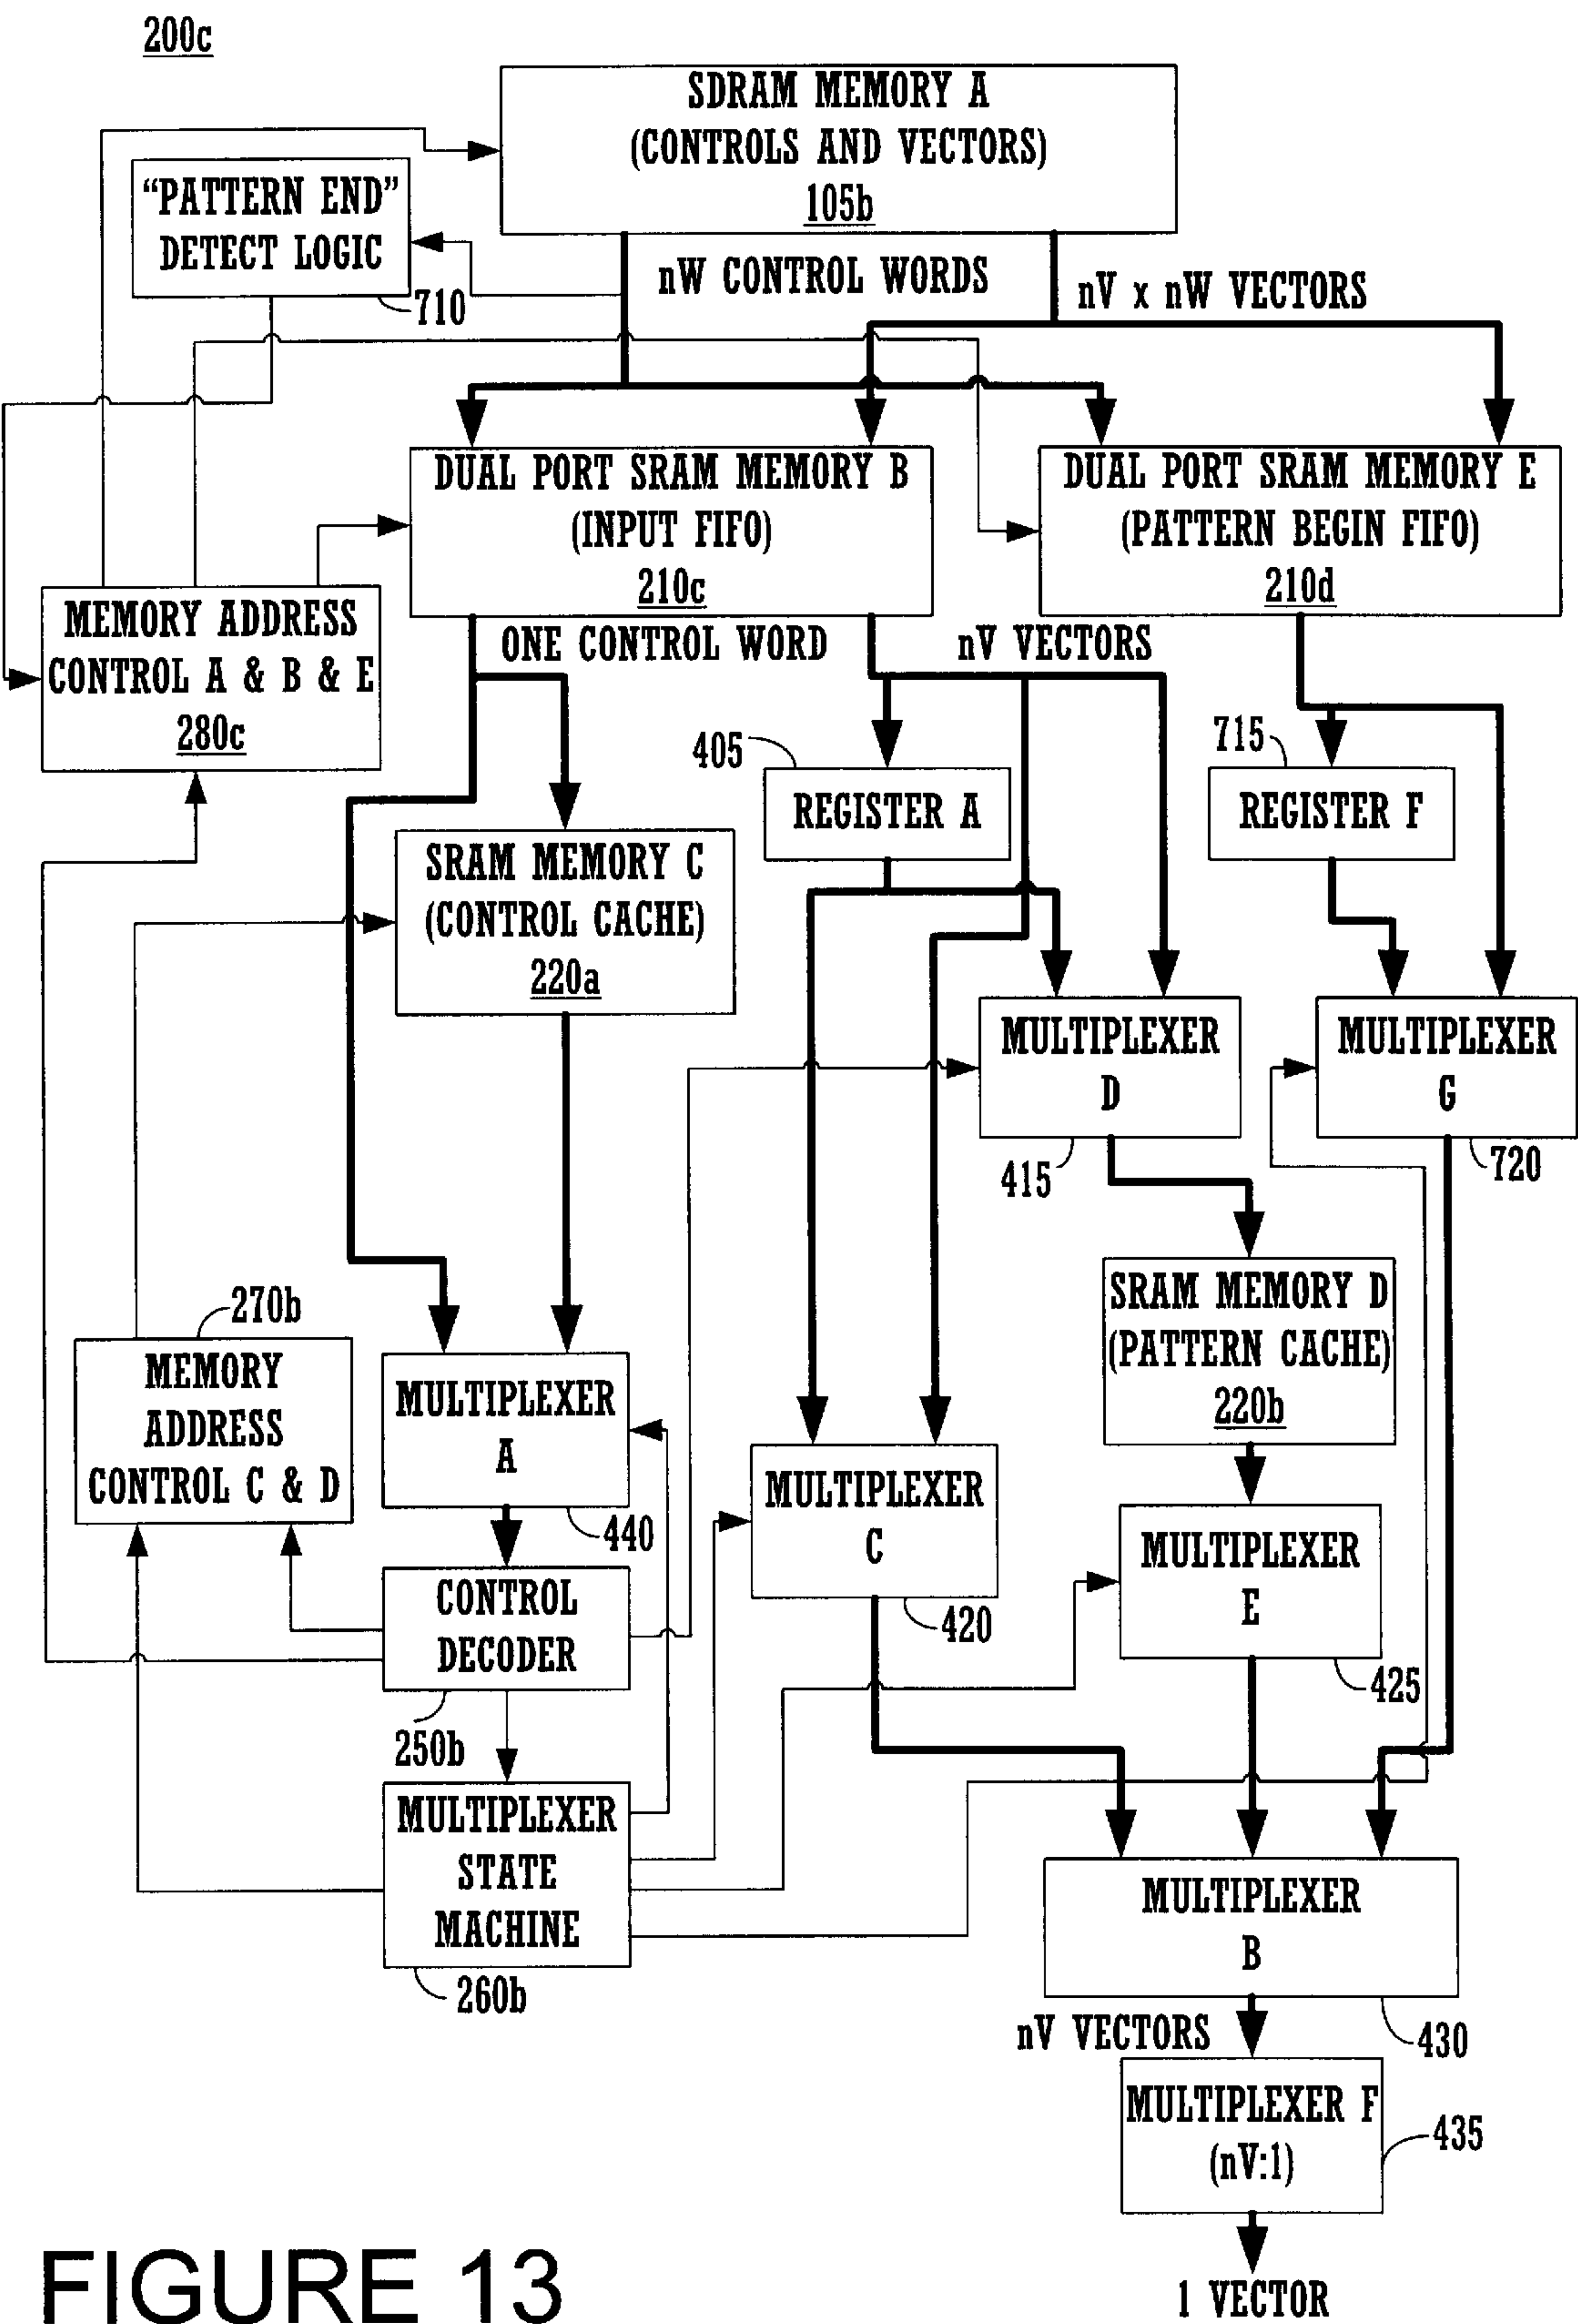 200c
SDRAM MEMORY A
(CONTROLS AND VECTORS)
105b
“PATTERN END”
DETECT LOGIC
710
nW CONTROL WORDS
nV x nW VECTORS
DUAL PORT SRAM MEMORY B
(INPUT FIFO)
210c
DUAL PORT SRAM MEMORY E
(PATTERN BEGIN FIFO)
210d
MEMORY ADDRESS
CONTROL A & B & E
280c
ONE CONTROL WORD
nV VECTORS
405
REGISTER A
715
REGISTER F
SRAM MEMORY C
(CONTROL CACHE)
220a
MULTIPLEXER
D
415
MULTIPLEXER
G
720
SRAM MEMORY D
(PATTERN CACHE)
220b
270b
MEMORY
ADDRESS
CONTROL C & D
MULTIPLEXER
A
440
MULTIPLEXER
C
420
MULTIPLEXER
E
425
CONTROL
DECODER
250b
MULTIPLEXER
STATE
MACHINE
260b
MULTIPLEXER
B
430
nV VECTORS
MULTIPLEXER F
(nV:1)
435
1 VECTOR
FIGURE 13